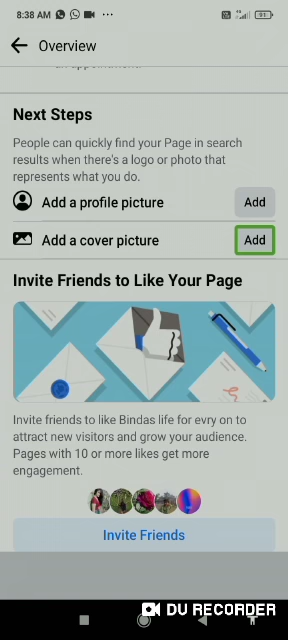 8:38 AM
91
Overview
an appointment.
Next Steps
People can quickly find your Page in search
results when there's a logo or photo that
represents what you do.
Add a profile picture Add
Add a cover picture Add
Invite Friends to Like Your Page
Invite friends to like Bindas life for evry on to
attract new visitors and grow your audience.
Pages with 10 or more likes get more
engagement.
Invite Friends
DU RECORDER